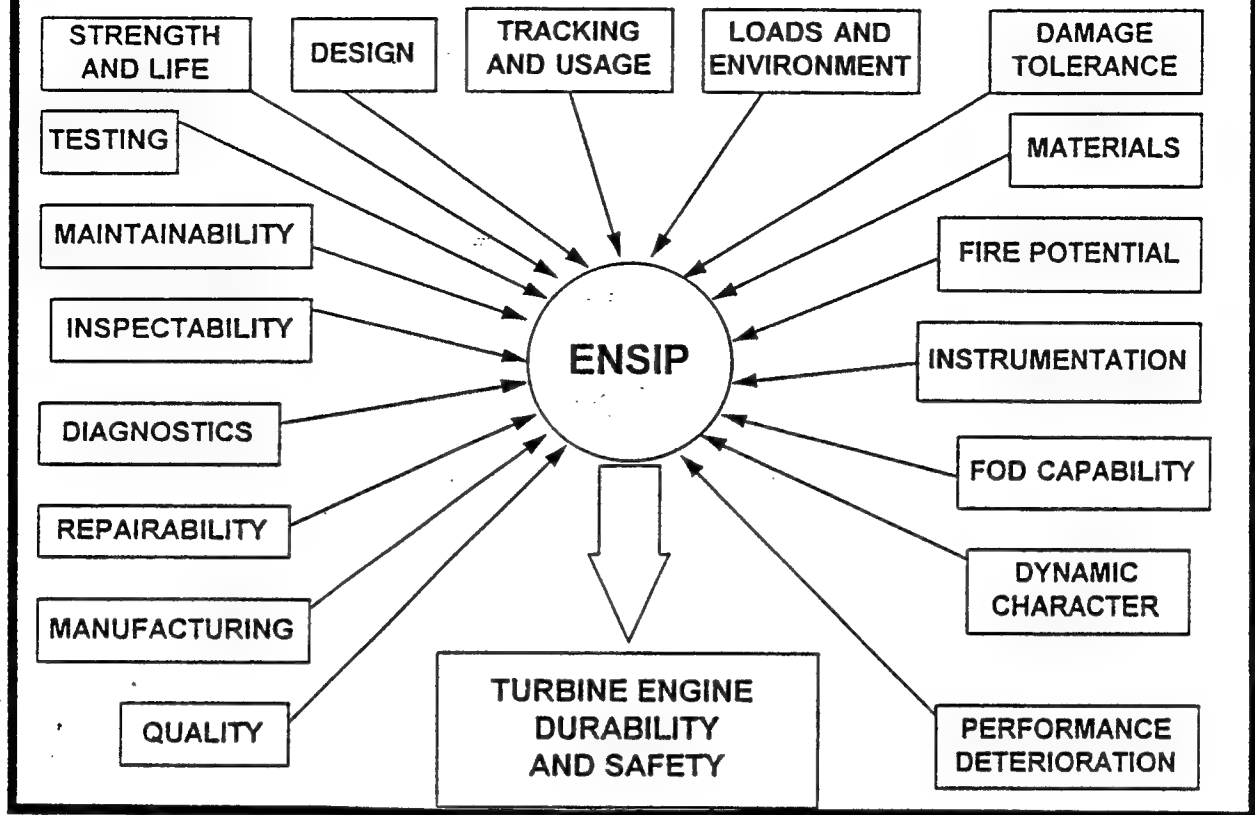 STRENGTH
AND LIFE
DESIGN
TRACKING
AND USAGE
LOADS AND
ENVIRONMENT
DAMAGE
TOLERANCE
TESTING
MATERIALS
MAINTAINABILITY
FIRE POTENTIAL
INSPECTABILITY
ENSIP
INSTRUMENTATION
DIAGNOSTICS
FOD CAPABILITY
REPAIRABILITY
DYNAMIC
CHARACTER
MANUFACTURING
TURBINE ENGINE
DURABILITY
AND SAFETY
QUALITY
PERFORMANCE
DETERIORATION